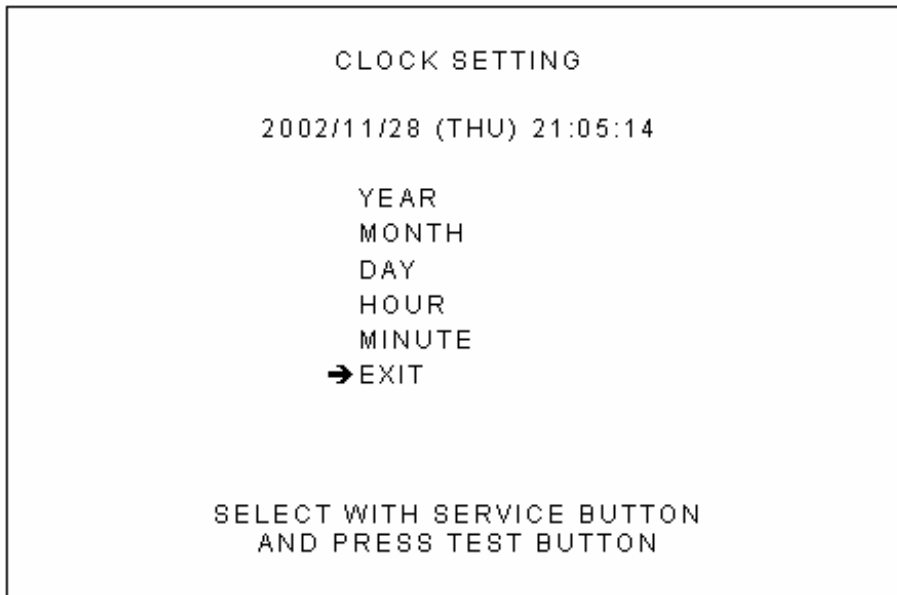 CLOCK SETTING
2002/11/28 (THU) 21:05:14
YEAR
MONTH
DAY
HOUR
MINUTE
➔EXIT
SELECT WITH SERVICE BUTTON
AND PRESS TEST BUTTON